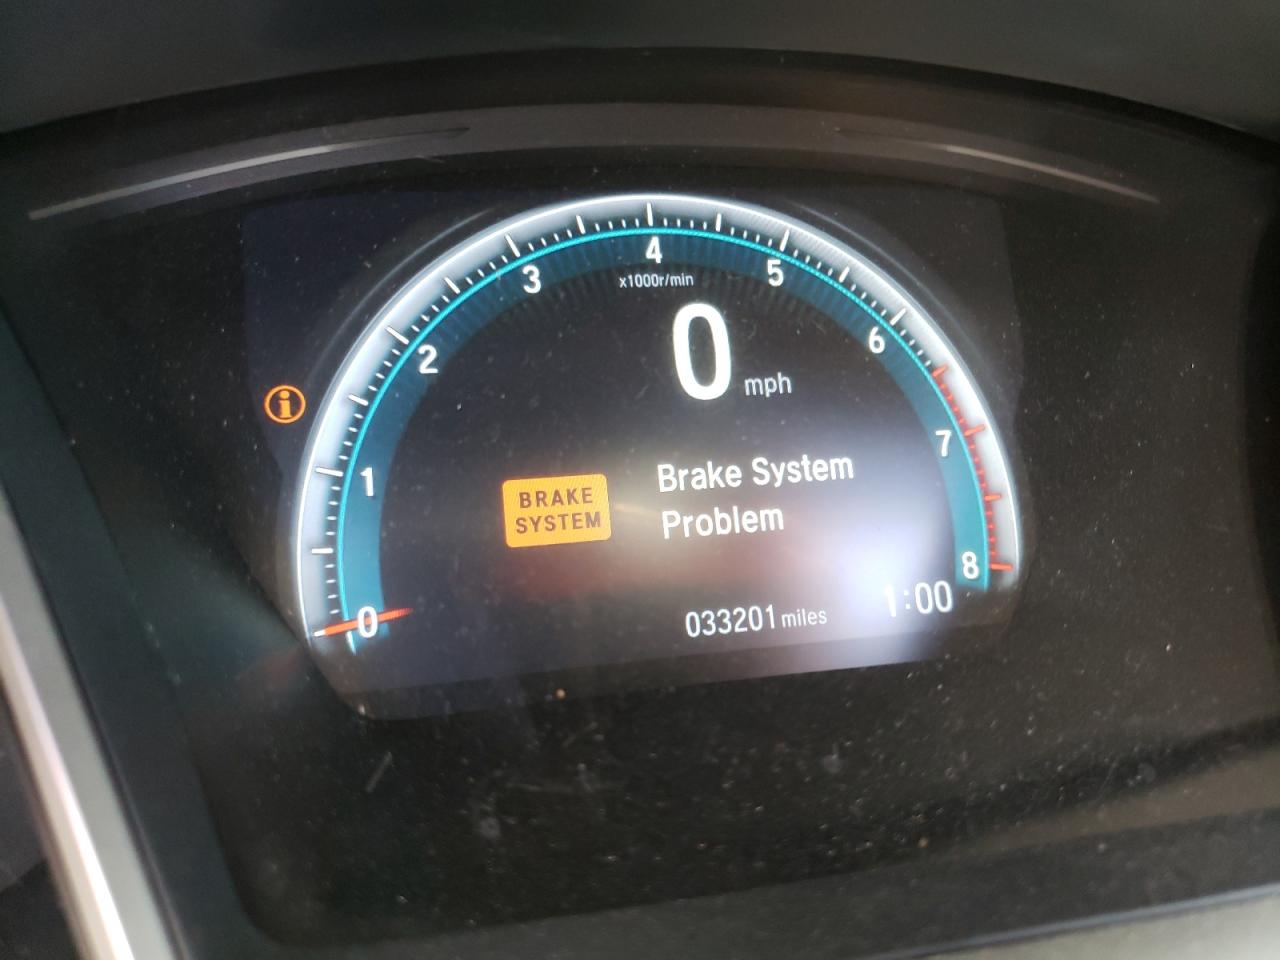 4
3
5
x1000r/min
2
6
0
mph
1
7
Brake System
Problem
BRAKE
SYSTEM
8
0
033201 miles
1:00